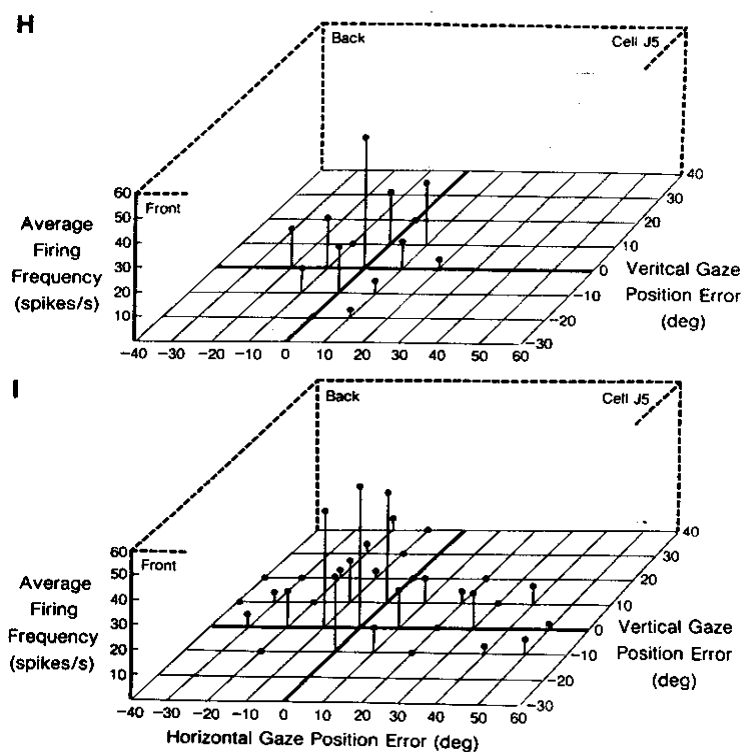 H
Back
Cell J5
60
Front
50
40
30
20
10
Average
Firing
Frequency
(spikes/s)
40
30
20
10
0
−10
−20
−30
Veritcal Gaze
Position Error
(deg)
−40 −30 −20 −10 0 10 20 30 40 50 60
I
Back
Cell J5
60
Front
50
40
30
20
10
Average
Firing
Frequency
(spikes/s)
40
30
20
10
0
−10
−20
−30
Vertical Gaze
Position Error
(deg)
−40 −30 −20 −10 0 10 20 30 40 50 60
Horizontal Gaze Position Error (deg)